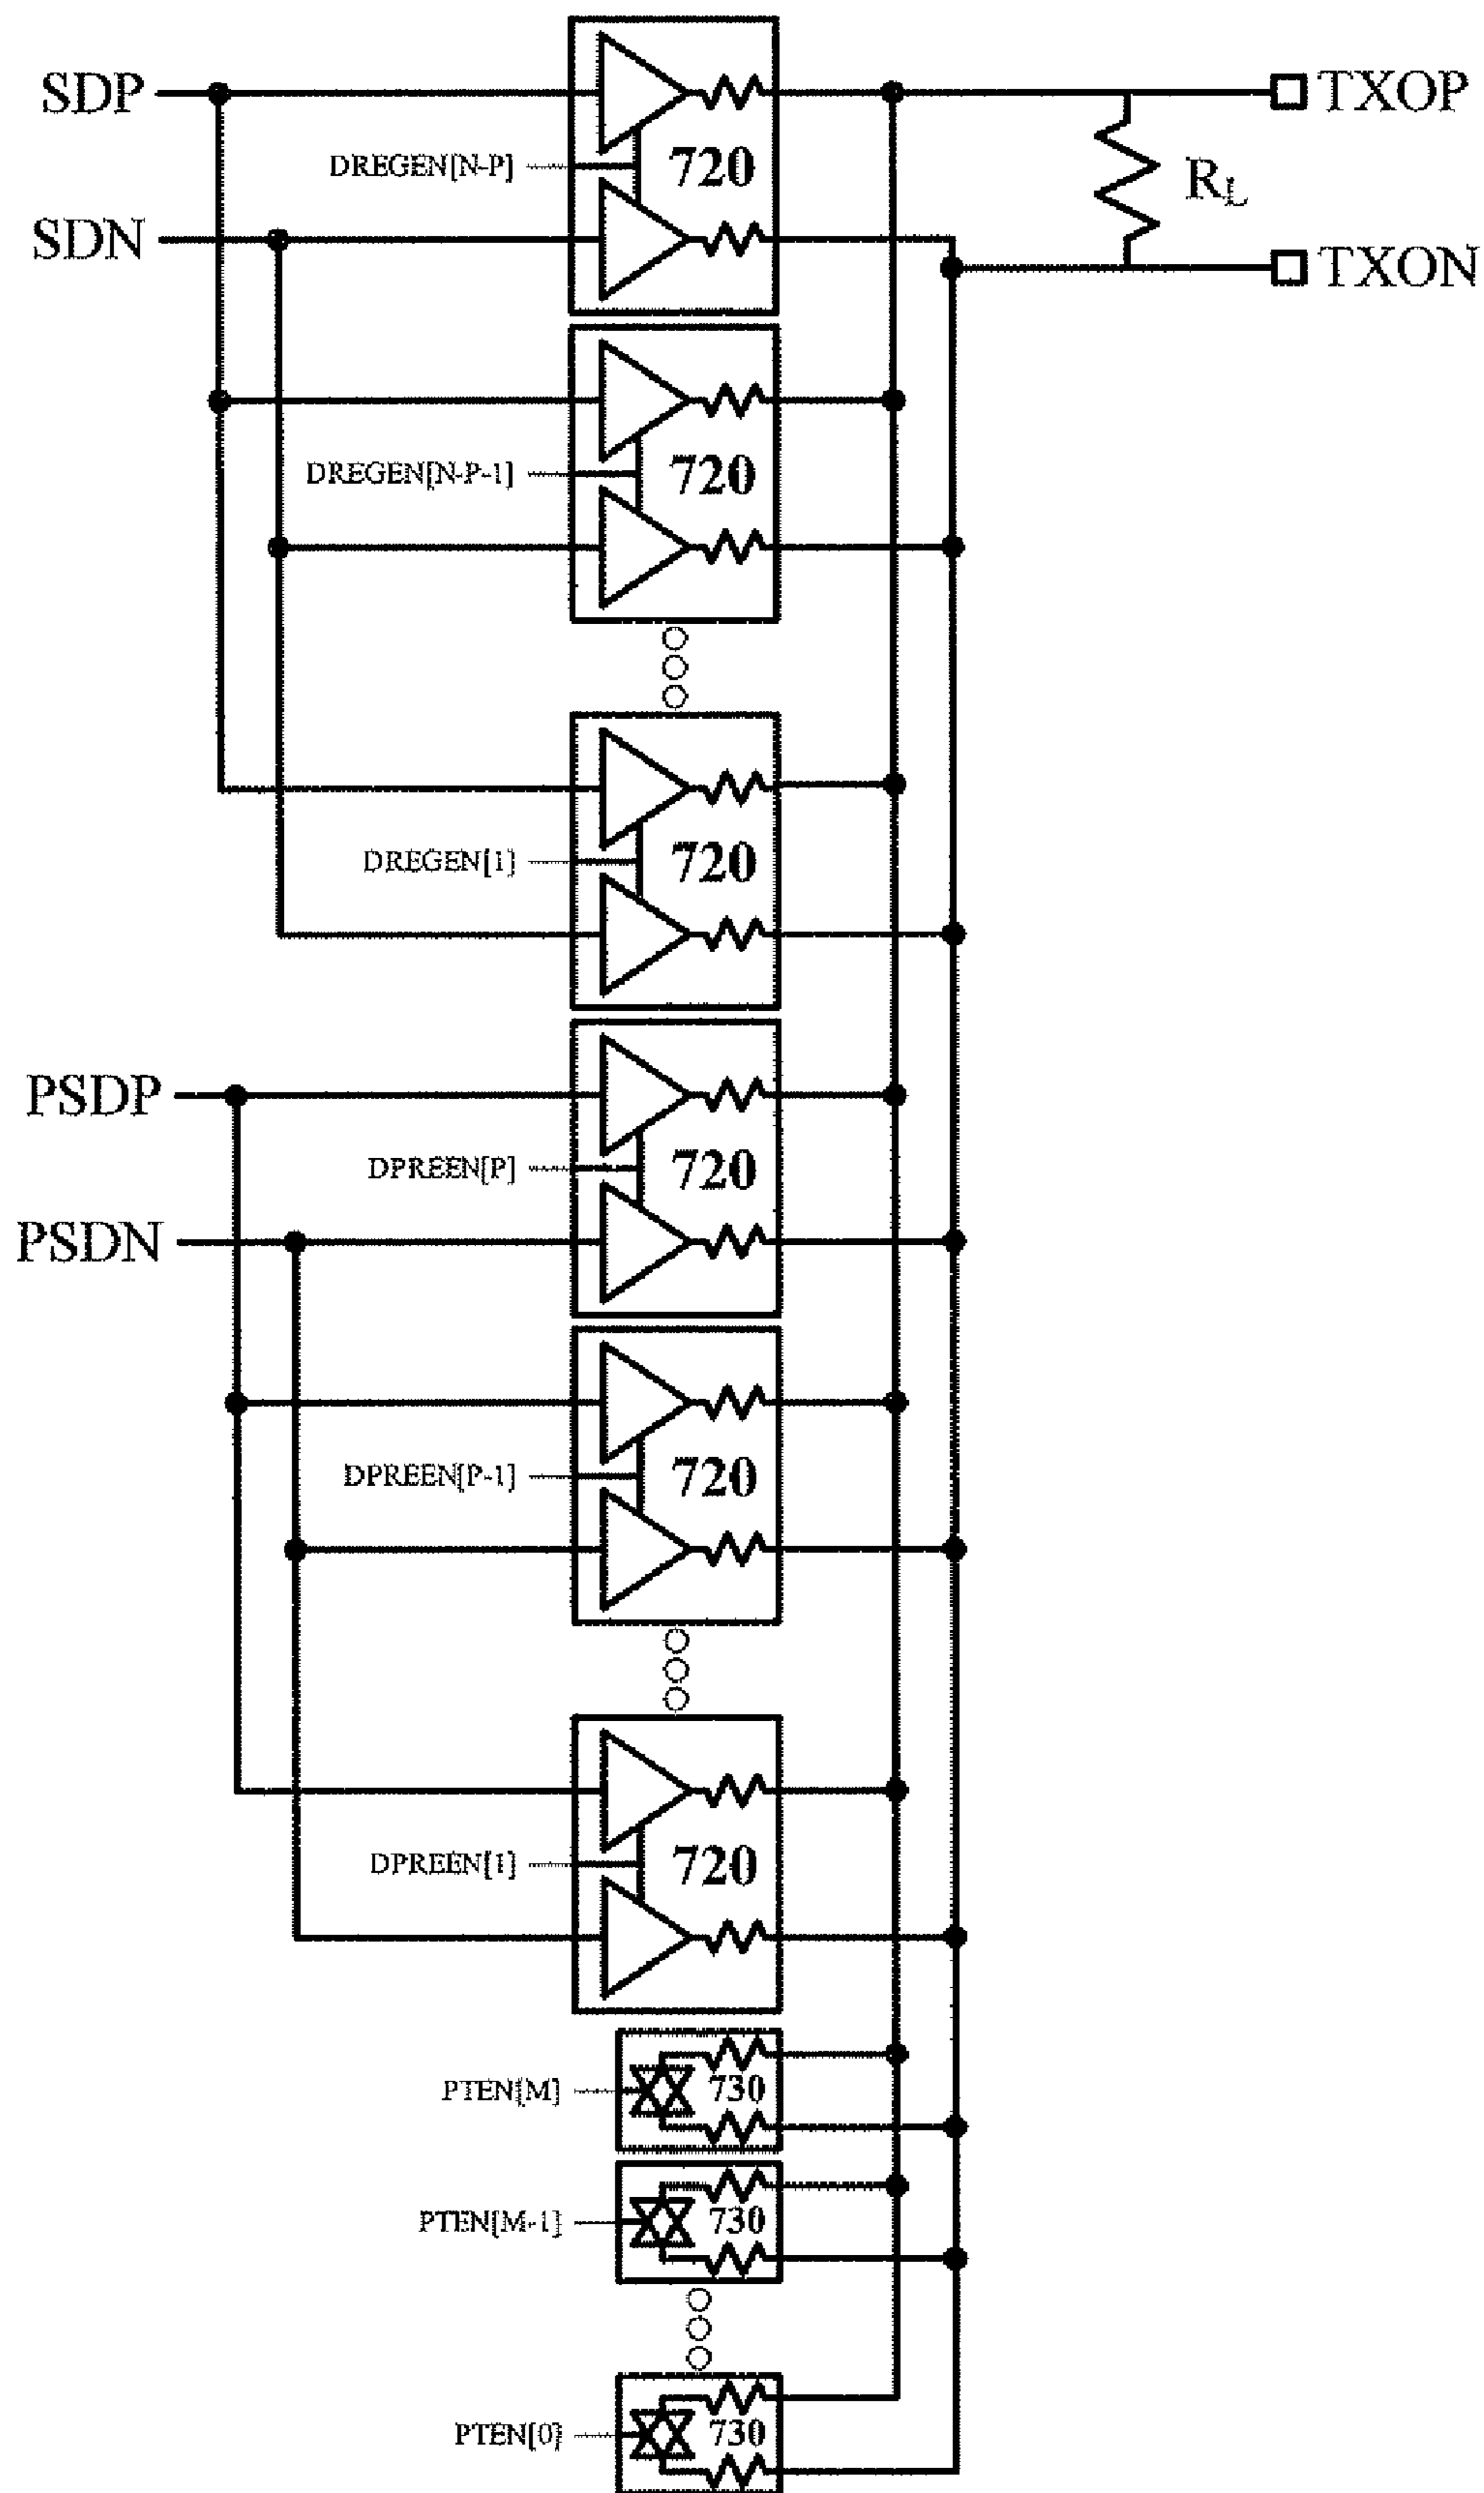 SDP
TXOP
DREGEN[N-P]
720
R_L
SDN
TXON
DREGEN[N-P-1]
720
DREGEN[1]
720
PSDP
DPREEN[P]
720
PSDN
DPREEN[P-1]
720
DPREEN[1]
720
PTEN[M]
730
PTEN[M-1]
730
PTEN[0]
730